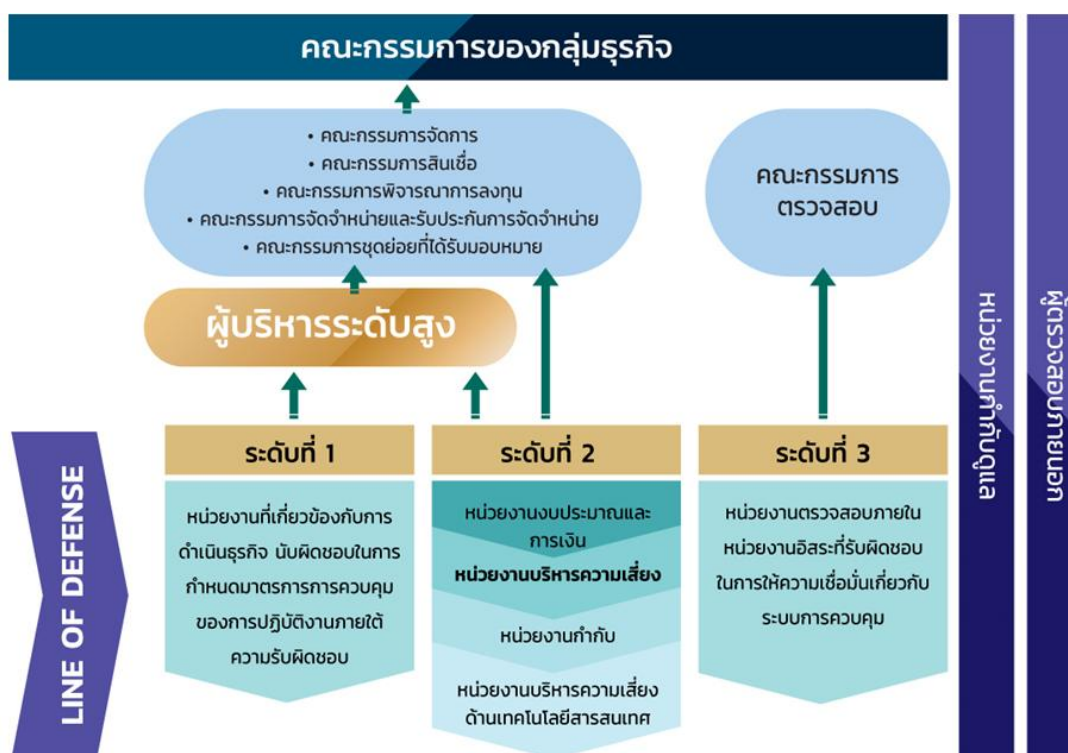 คณะกรรมการของกลุ่มธุรกิจ
• คณะกรรมการจัดการ
• คณะกรรมการสินเชื่อ
• คณะกรรมการพิจารณาการลงทุน
• คณะกรรมการจัดจำหน่ายและรับประกันการจัดจำหน่าย
• คณะกรรมการชุดย่อยที่ได้รับมอบหมาย
คณะกรรมการ
ตรวจสอบ
ผู้บริหารระดับสูง
LINE OF DEFENSE
ระดับที่ 1
หน่วยงานที่เกี่ยวข้องกับการ
ดำเนินธุรกิจ นับผิดชอบในการ
กำหนดมาตรการการควบคุม
ของการปฏิบัติงานภายใต้
ความรับผิดชอบ
ระดับที่ 2
หน่วยงานงบประมาณและ
การเงิน
หน่วยงานบริหารความเสี่ยง
หน่วยงานกำกับ
หน่วยงานบริหารความเสี่ยง
ด้านเทคโนโลยีสารสนเทศ
ระดับที่ 3
หน่วยงานตรวจสอบภายใน
หน่วยงานอิสระที่รับผิดชอบ
ในการให้ความเชื่อมั่นเกี่ยวกับ
ระบบการควบคุม
หน่วยงานกำกับดูแล
ผู้ตรวจสอบภายนอก